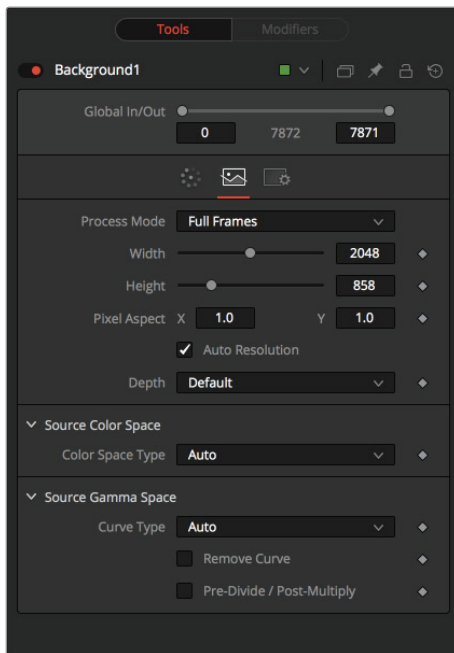 Tools Modifiers
Background1
Global In/Out
0 7872 7871
Process Mode Full Frames
Width 2048
Height 858
Pixel Aspect X 1.0 Y 1.0
Auto Resolution
Depth Default
Source Color Space
Color Space Type Auto
Source Gamma Space
Curve Type Auto
Remove Curve
Pre-Divide / Post-Multiply